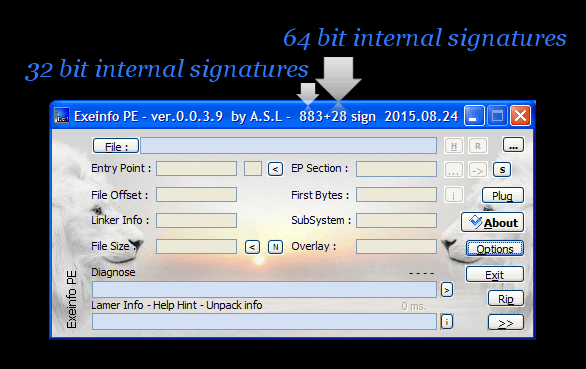 64 bit internal signatures
32 bit internal signatures
Exeinfo PE - ver.0.0.3.9 by A.S.L - 883+28 sign 2015.08.24
File :
H
R
...
Entry Point :
<
EP Section :
...
->
S
File Offset :
First Bytes :
i
Plug
Linker Info :
SubSystem :
About
File Size :
<
N
Overlay :
Options
Diagnose
- - - -
Exit
>
Rip
Lamer Info - Help Hint - Unpack info
0 ms.
i
>>
Exeinfo PE